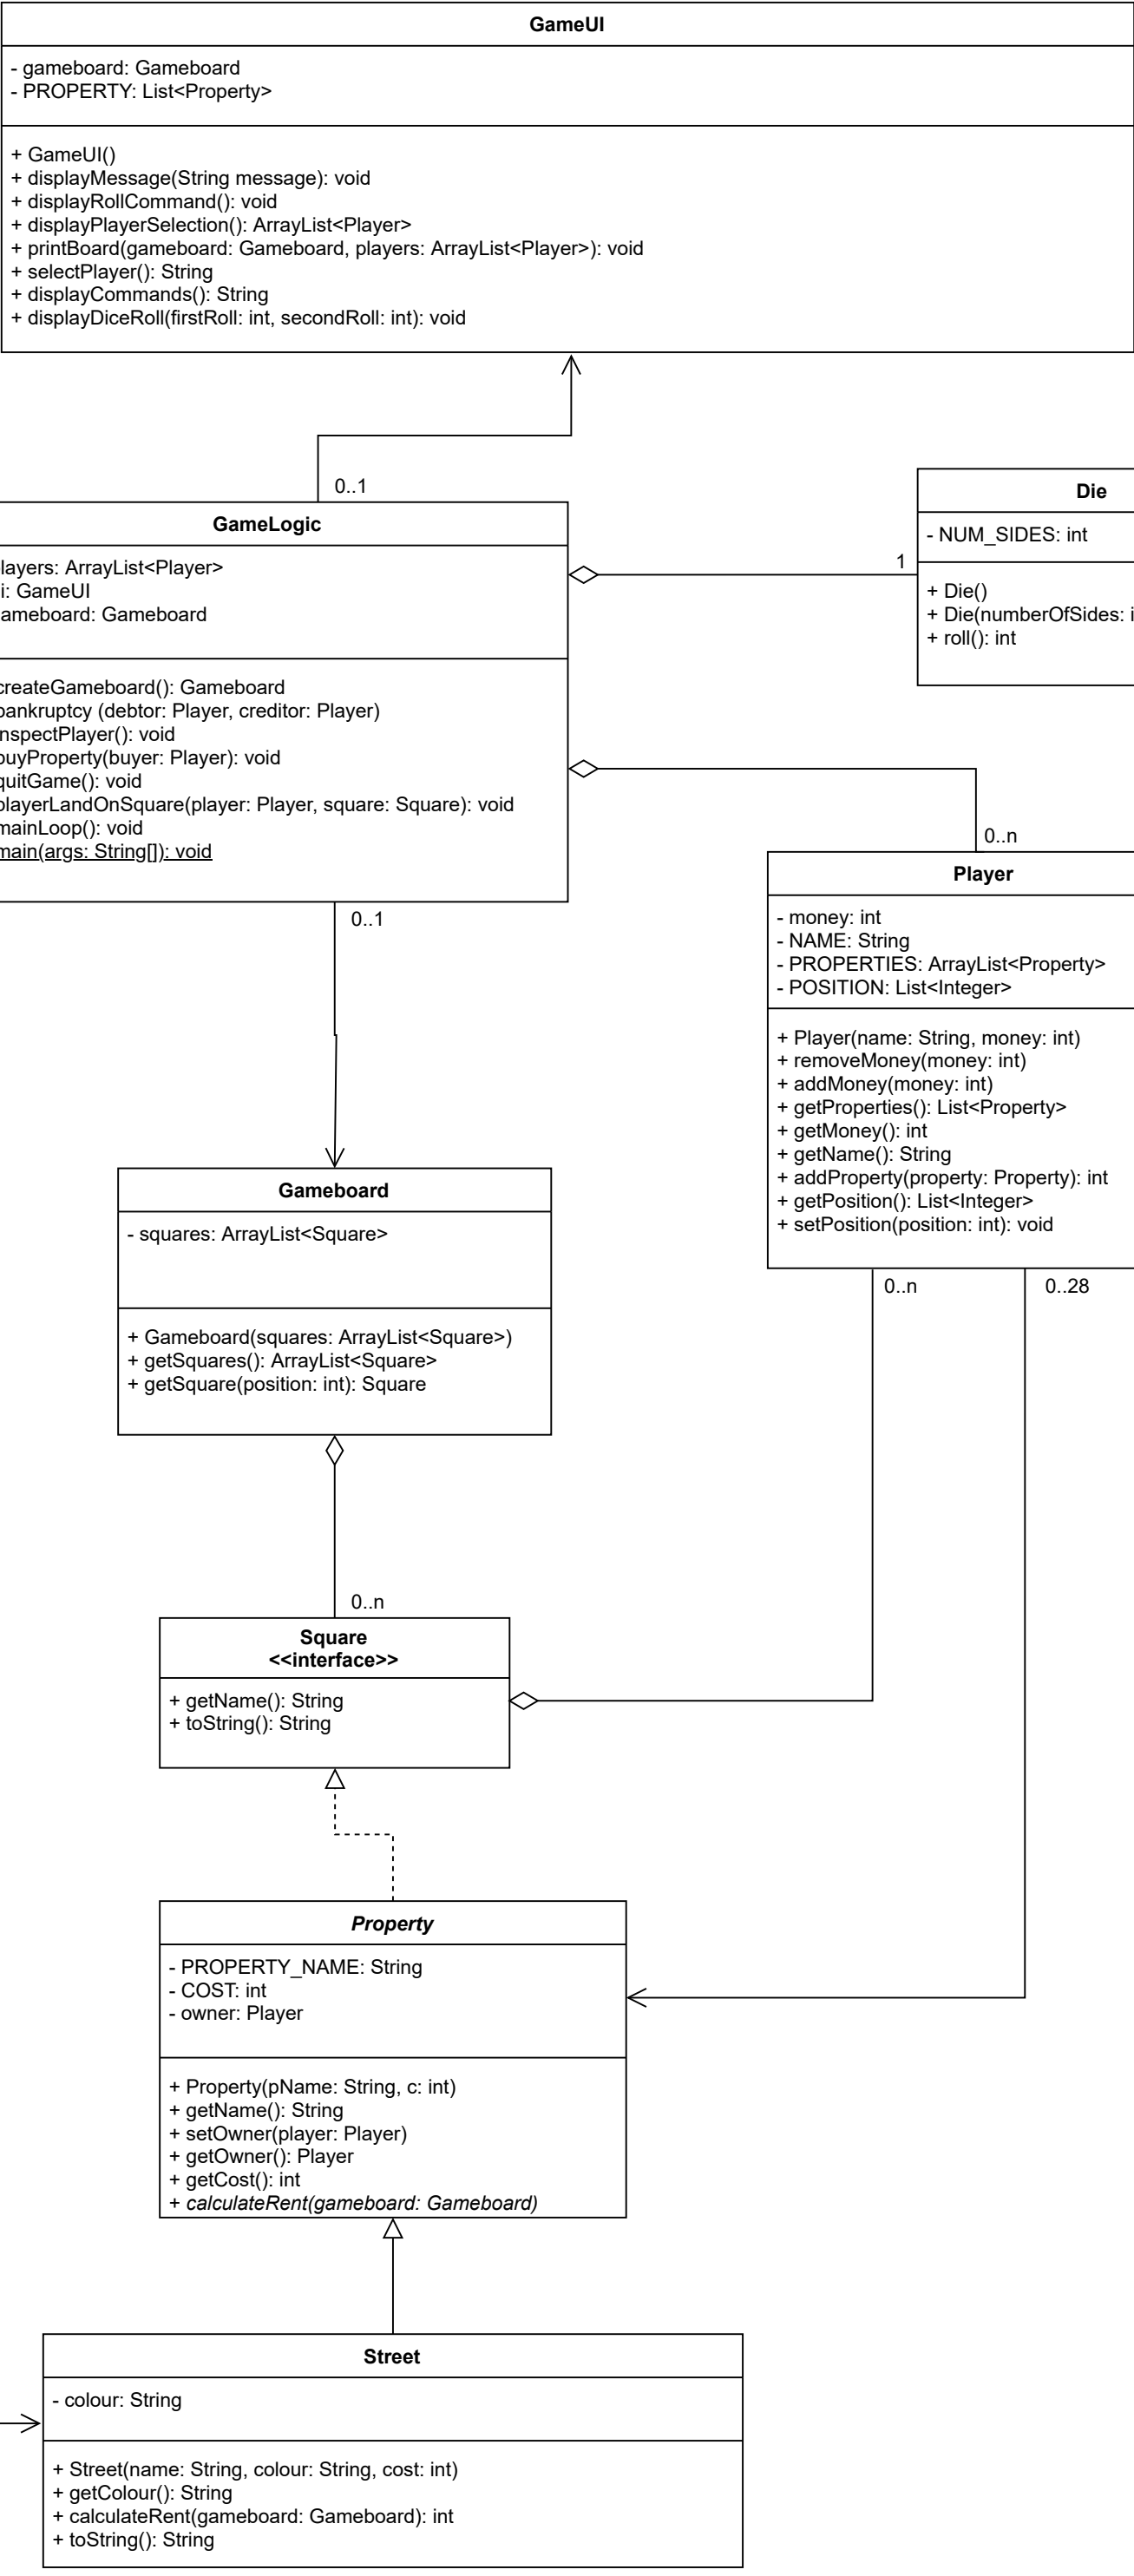 GameUI
- gameboard: Gameboard
- PROPERTY: List<Property>
+ GameUI()
+ displayMessage(String message): void
+ displayRollCommand(): void
+ displayPlayerSelection(): ArrayList<Player>
+ printBoard(gameboard: Gameboard, players: ArrayList<Player>): void
+ selectPlayer(): String
+ displayCommands(): String
+ displayDiceRoll(firstRoll: int, secondRoll: int): void
0..1
GameLogic
layers: ArrayList<Player>
i: GameUI
ameboard: Gameboard
createGameboard(): Gameboard
bankruptcy (debtor: Player, creditor: Player)
nspectPlayer(): void
buyProperty(buyer: Player): void
quitGame(): void
playerLandOnSquare(player: Player, square: Square): void
mainLoop(): void
main(args: String[]): void
1
Die
- NUM_SIDES: int
+ Die()
+ Die(numberOfSides: i
+ roll(): int
0..n
Player
- money: int
- NAME: String
- PROPERTIES: ArrayList<Property>
- POSITION: List<Integer>
+ Player(name: String, money: int)
+ removeMoney(money: int)
+ addMoney(money: int)
+ getProperties(): List<Property>
+ getMoney(): int
+ getName(): String
+ addProperty(property: Property): int
+ getPosition(): List<Integer>
+ setPosition(position: int): void
0..n
0..28
0..1
Gameboard
- squares: ArrayList<Square>
+ Gameboard(squares: ArrayList<Square>)
+ getSquares(): ArrayList<Square>
+ getSquare(position: int): Square
0..n
Square
<<interface>>
+ getName(): String
+ toString(): String
Property
- PROPERTY_NAME: String
- COST: int
- owner: Player
+ Property(pName: String, c: int)
+ getName(): String
+ setOwner(player: Player)
+ getOwner(): Player
+ getCost(): int
+ calculateRent(gameboard: Gameboard)
Street
- colour: String
+ Street(name: String, colour: String, cost: int)
+ getColour(): String
+ calculateRent(gameboard: Gameboard): int
+ toString(): String